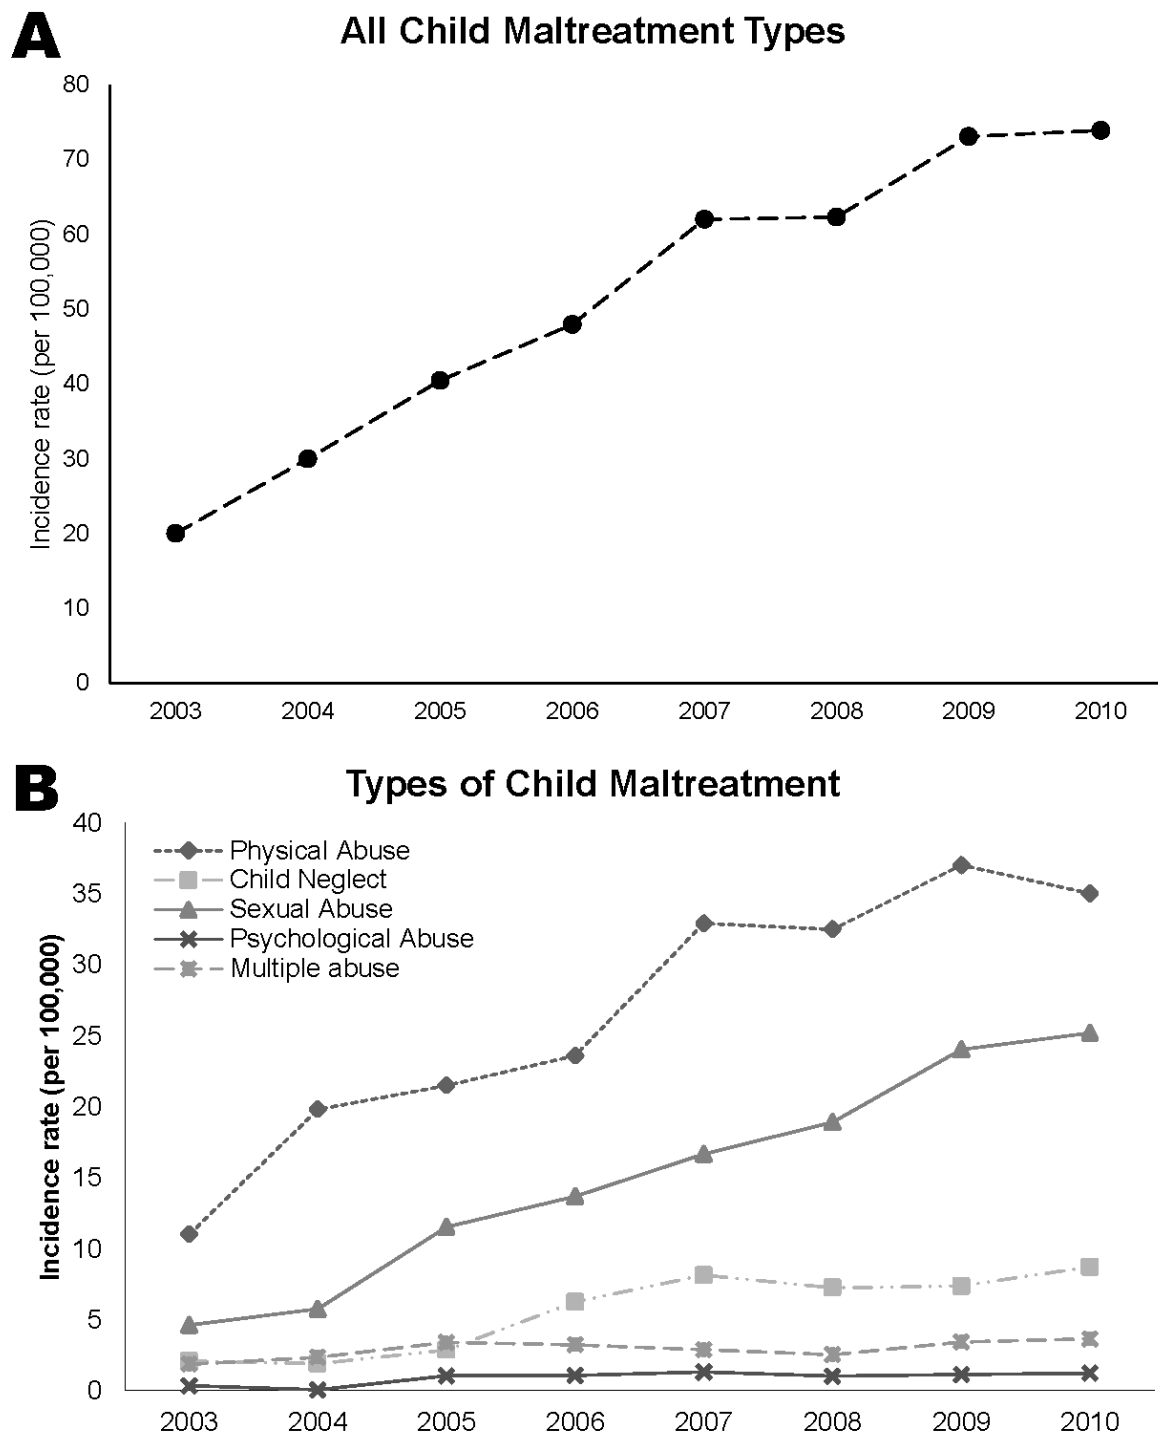 A
All Child Maltreatment Types
Incidence rate (per 100,000)
80
70
60
50
40
30
20
10
0
2003 2004 2005 2006 2007 2008 2009 2010
B
Types of Child Maltreatment
Incidence rate (per 100,000)
40
35
30
25
20
15
10
5
0
Physical Abuse
Child Neglect
Sexual Abuse
Psychological Abuse
Multiple abuse
2003 2004 2005 2006 2007 2008 2009 2010